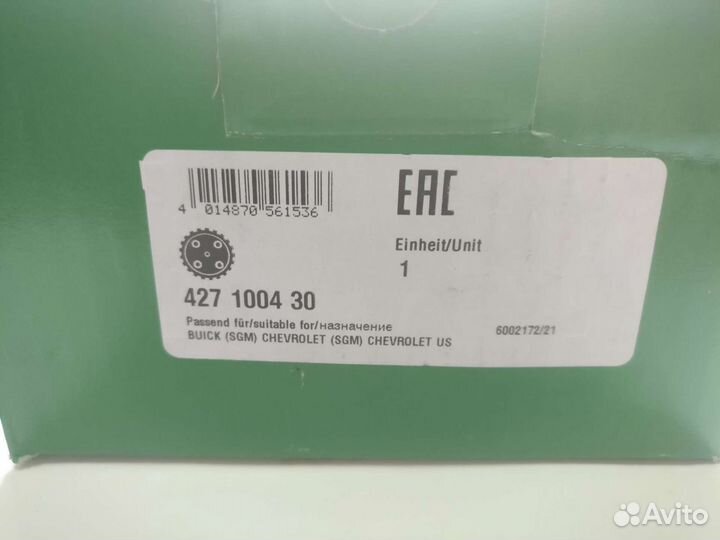 EAC
4 014870 561536
Einheit/Unit
1
427 1004 30
Passend für/suitable for/назначение
6002172/21
BUICK (SGM) CHEVROLET (SGM) CHEVROLET US
Avito